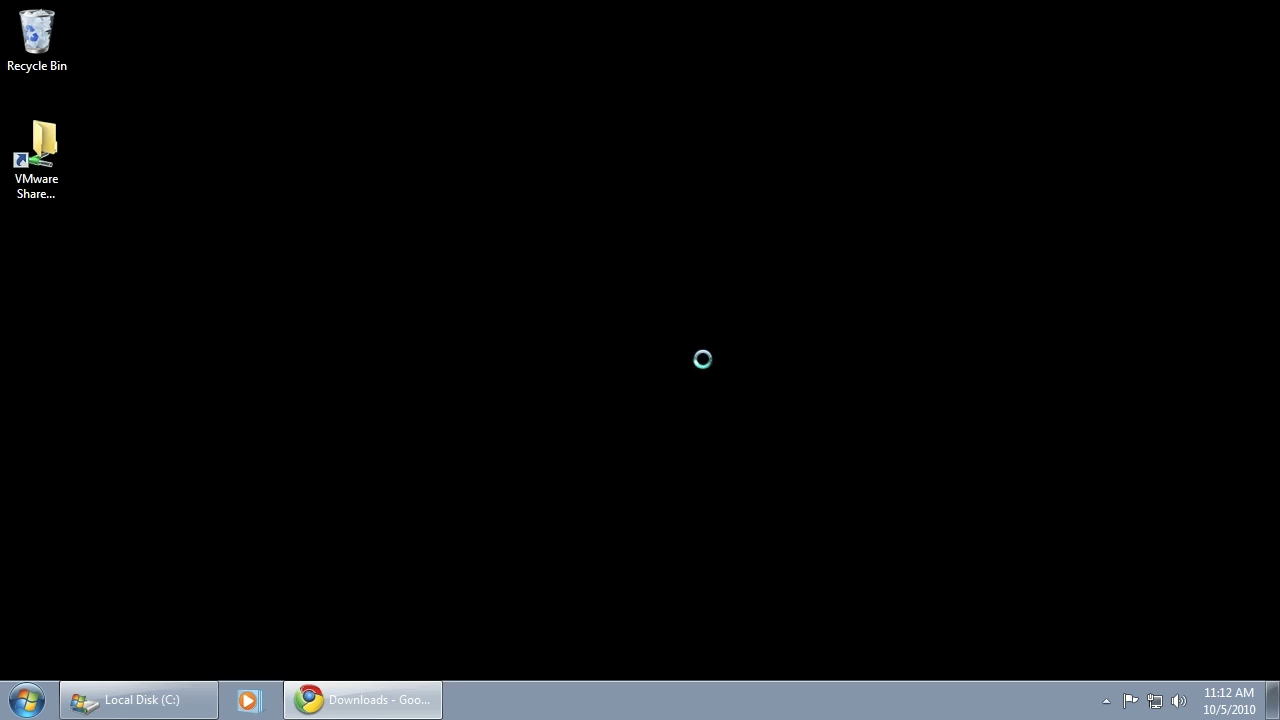 Recycle Bin
VMware
Share...
Local Disk (C:)
Downloads - Goo...
11:12 AM
10/5/2010